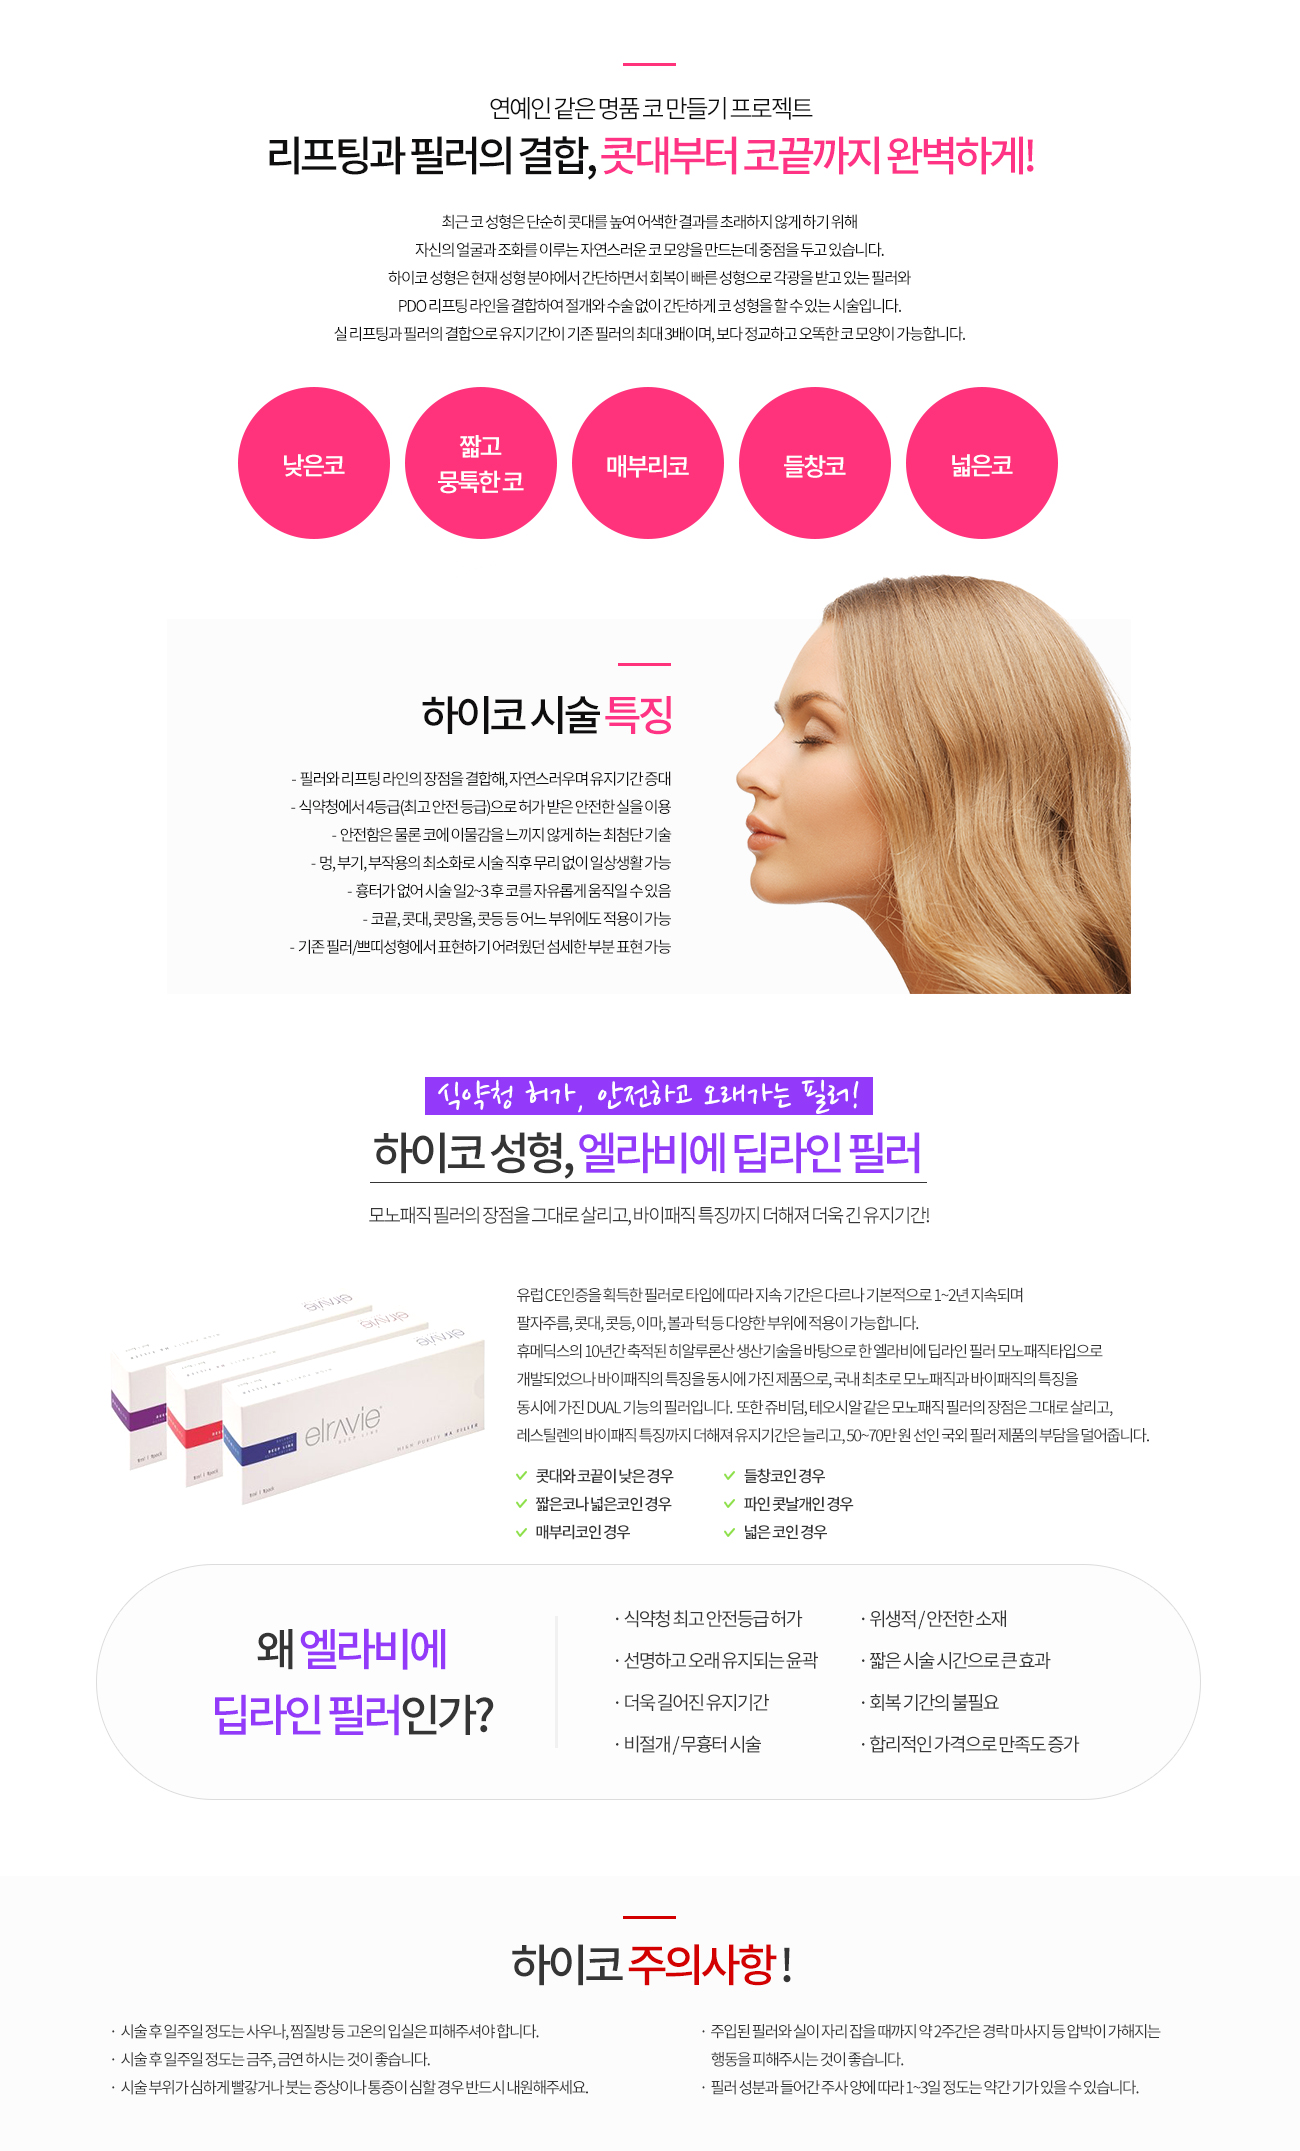 연예인 같은 명품 코 만들기 프로젝트
리프팅과 필러의 결합, 콧대부터 코끝까지 완벽하게!
최근 코 성형은 단순히 콧대를 높여 어색한 결과를 초래하지 않게 하기 위해
자신의 얼굴과 조화를 이루는 자연스러운 코 모양을 만드는데 중점을 두고 있습니다.
하이코 성형은 현재 성형 분야에서 간단하면서 회복이 빠른 성형으로 각광을 받고 있는 필러와
PDO 리프팅 라인을 결합하여 절개와 수술 없이 간단하게 코 성형을 할 수 있는 시술입니다.
실 리프팅과 필러의 결합으로 유지기간이 기존 필러의 최대 3배이며, 보다 정교하고 오똑한 코 모양이 가능합니다.
낮은코
짧고
뭉툭한 코
매부리코
들창코
넓은코
하이코 시술 특징
- 필러와 리프팅 라인의 장점을 결합해, 자연스러우며 유지기간 증대
- 식약청에서 4등급(최고 안전 등급)으로 허가 받은 안전한 실을 이용
- 안전함은 물론 코에 이물감을 느끼지 않게 하는 최첨단 기술
- 멍, 부기, 부작용의 최소화로 시술 직후 무리 없이 일상생활 가능
- 흉터가 없어 시술 일2~3 후 코를 자유롭게 움직일 수 있음
- 코끝, 콧대, 콧망울, 콧등 등 어느 부위에도 적용이 가능
- 기존 필러/쁘띠성형에서 표현하기 어려웠던 섬세한 부분 표현 가능
식약청 허가, 안전하고 오래가는 필러!
하이코 성형, 엘라비에 딥라인 필러
모노패직 필러의 장점을 그대로 살리고, 바이패직 특징까지 더해져 더욱 긴 유지기간!
elravie
elravie
elravie
elravie
DEEP LINE
HIGH PURITY HA FILLER
유럽 CE인증을 획득한 필러로 타입에 따라 지속 기간은 다르나 기본적으로 1~2년 지속되며
팔자주름, 콧대, 콧등, 이마, 볼과 턱 등 다양한 부위에 적용이 가능합니다.
휴메딕스의 10년간 축적된 히알루론산 생산기술을 바탕으로 한 엘라비에 딥라인 필러 모노패직타입으로
개발되었으나 바이패직의 특징을 동시에 가진 제품으로, 국내 최초로 모노패직과 바이패직의 특징을
동시에 가진 DUAL 기능의 필러입니다. 또한 쥬비덤, 테오시알 같은 모노패직 필러의 장점은 그대로 살리고,
레스틸렌의 바이패직 특징까지 더해져 유지기간은 늘리고, 50~70만 원 선인 국외 필러 제품의 부담을 덜어줍니다.
콧대와 코끝이 낮은 경우
들창코인 경우
짧은코나 넓은코인 경우
파인 콧날개인 경우
매부리코인 경우
넓은 코인 경우
왜 엘라비에
딥라인 필러인가?
· 식약청 최고 안전등급 허가
· 선명하고 오래 유지되는 윤곽
· 더욱 길어진 유지기간
· 비절개 / 무흉터 시술
· 위생적 / 안전한 소재
· 짧은 시술 시간으로 큰 효과
· 회복 기간의 불필요
· 합리적인 가격으로 만족도 증가
하이코 주의사항 !
· 시술 후 일주일 정도는 사우나, 찜질방 등 고온의 입실은 피해주셔야 합니다.
· 시술 후 일주일 정도는 금주, 금연 하시는 것이 좋습니다.
· 시술 부위가 심하게 빨갛거나 붓는 증상이나 통증이 심할 경우 반드시 내원해주세요.
· 주입된 필러와 실이 자리 잡을 때까지 약 2주간은 경락 마사지 등 압박이 가해지는
행동을 피해주시는 것이 좋습니다.
· 필러 성분과 들어간 주사 양에 따라 1~3일 정도는 약간 기가 있을 수 있습니다.